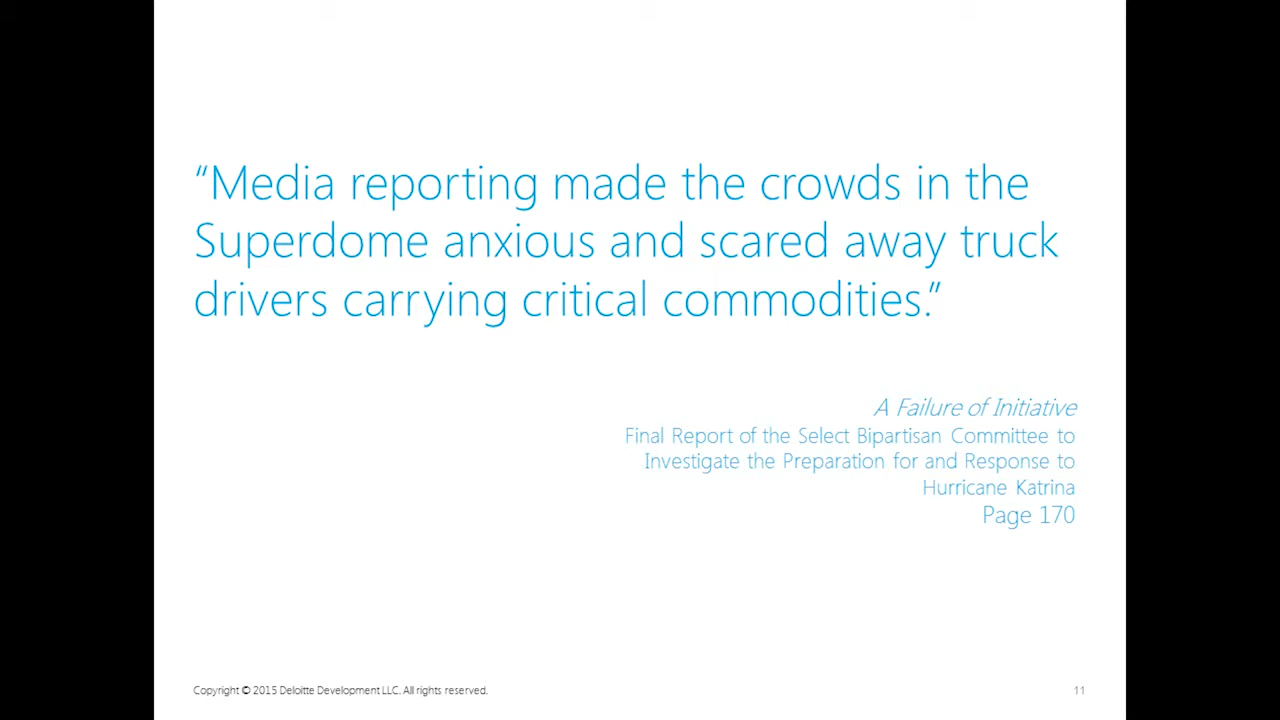 “Media reporting made the crowds in the
Superdome anxious and scared away truck
drivers carrying critical commodities.”
A Failure of Initiative
Final Report of the Select Bipartisan Committee to
Investigate the Preparation for and Response to
Hurricane Katrina
Page 170
Copyright © 2015 Deloitte Development LLC. All rights reserved.
11